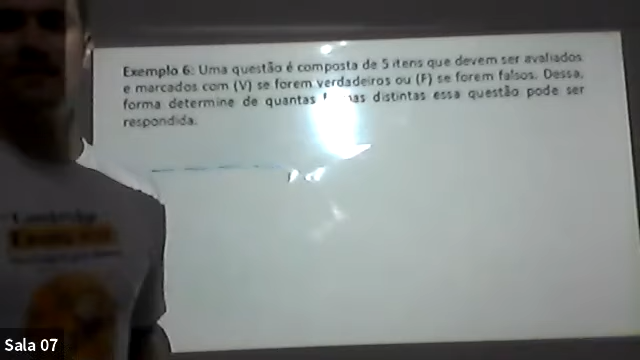 Exemplo 6: Uma questão é composta de 5 itens que devem ser avaliados
e marcados com (V) se forem verdadeiros ou (F) se forem falsos. Dessa,
forma determine de quantas distintas essa questão pode ser
respondida.
Sala 07